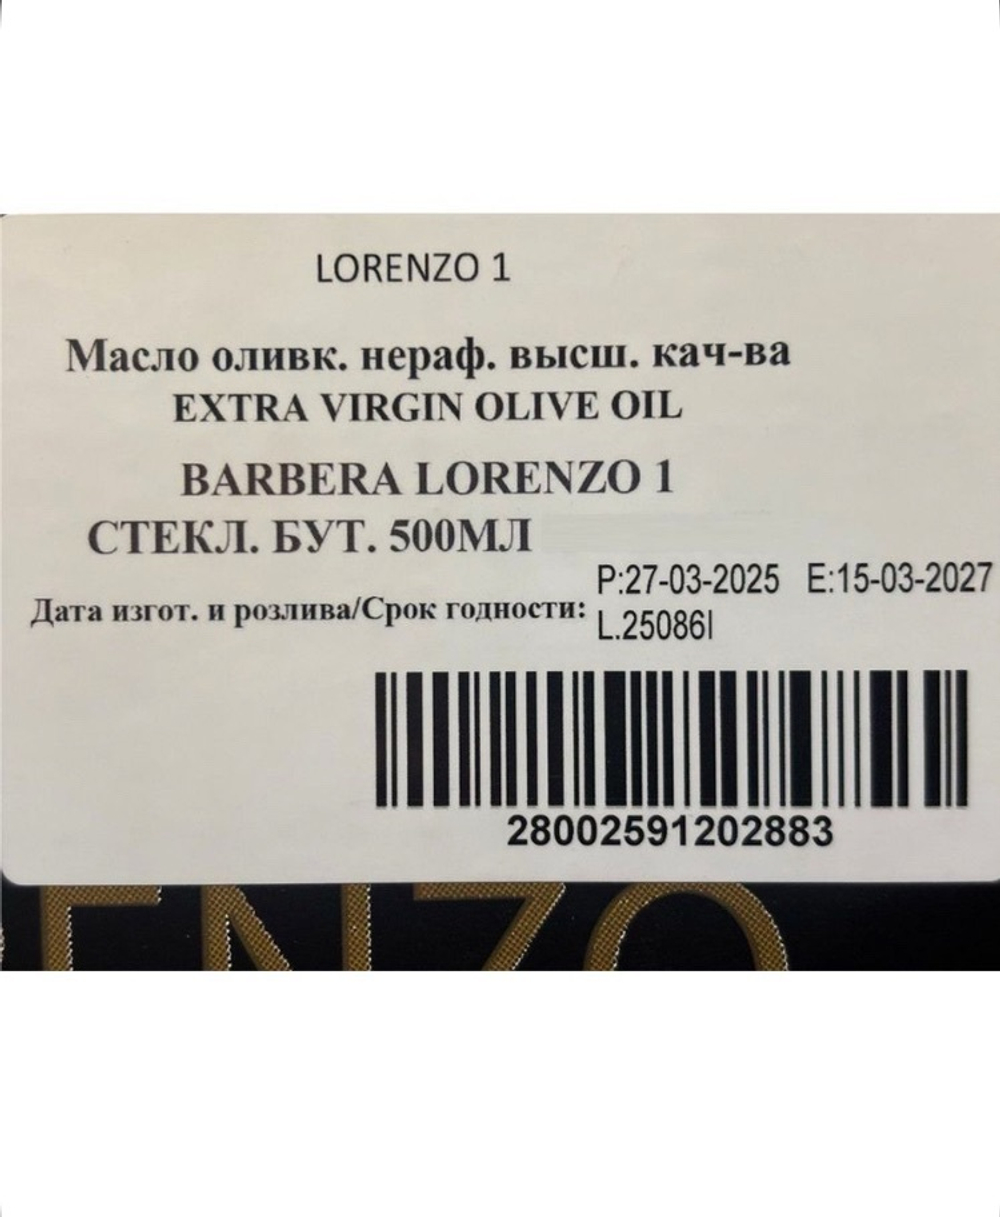 LORENZO 1
Масло оливк. нераф. высш. кач-ва
EXTRA VIRGIN OLIVE OIL
BARBERA LORENZO 1
СТЕКЛ. БУТ. 500МЛ
P:27-03-2025 E:15-03-2027
Дата изгот. и розлива/Срок годности:
L.25086I
28002591202883
ENZO